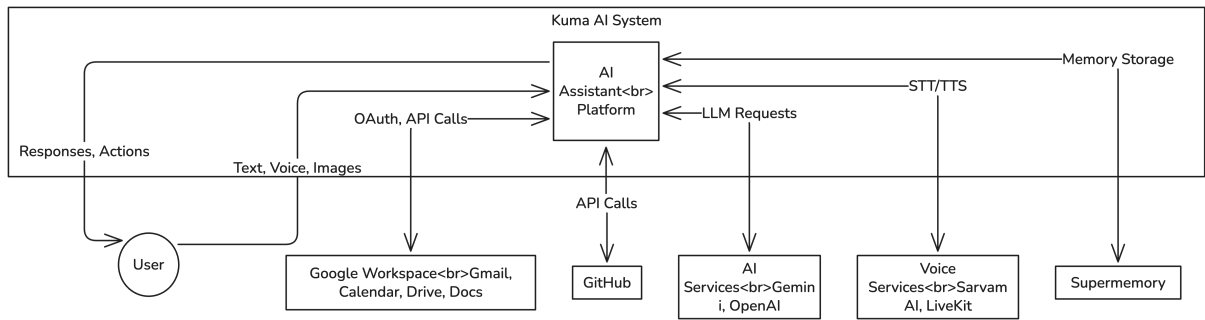 Kuma AI System
AI
Assistant<br>
Platform
Memory Storage
STT/TTS
LLM Requests
OAuth, API Calls
Responses, Actions
Text, Voice, Images
API Calls
User
Google Workspace<br>Gmail,
Calendar, Drive, Docs
GitHub
AI
Services<br>Gemin
i, OpenAI
Voice
Services<br>Sarvam
AI, LiveKit
Supermemory